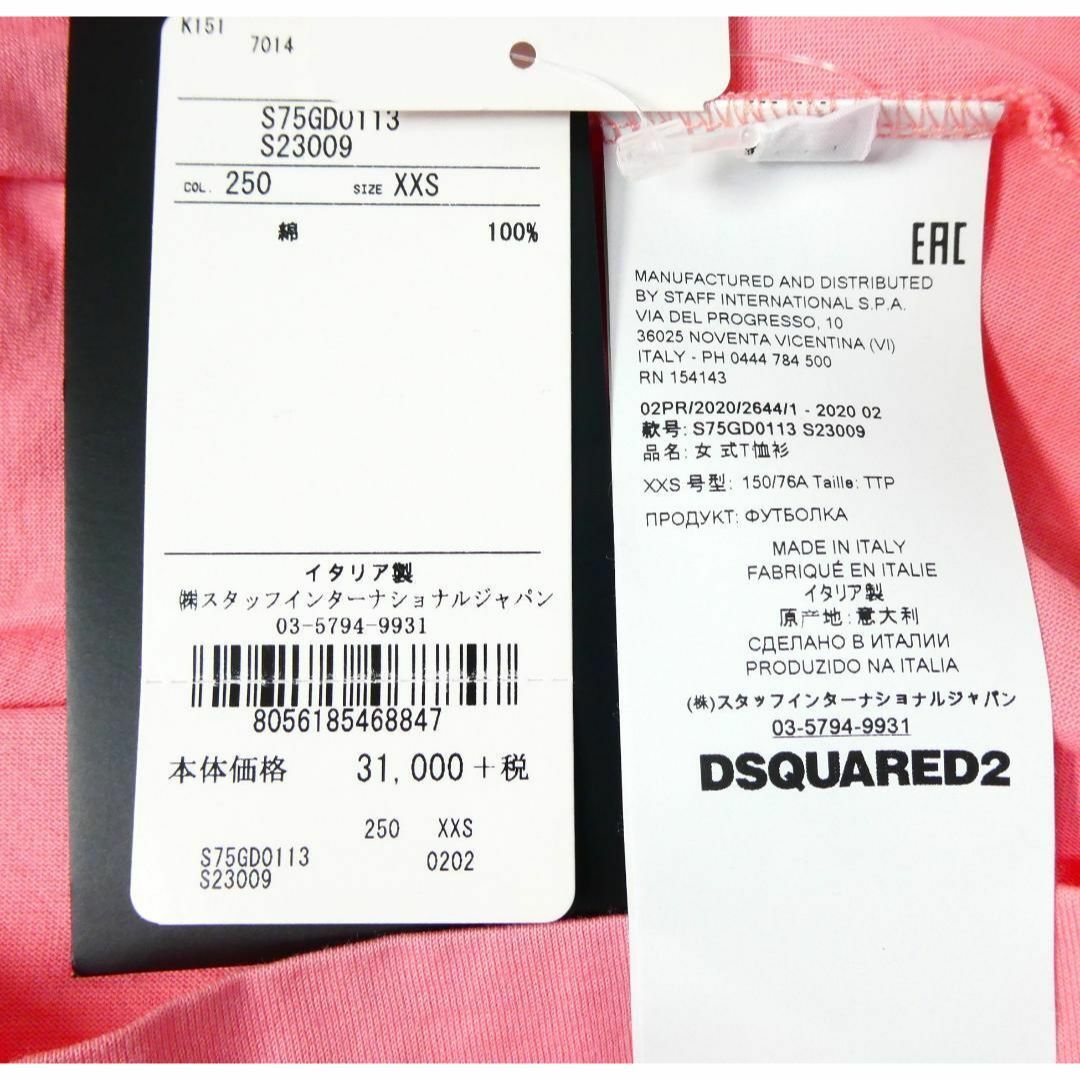 K151
7014
S75GD0113
S23009
COL. 250 SIZE XXS
綿 100%
イタリア製
㈱スタッフインターナショナルジャパン
03-5794-9931
8056185468847
本体価格 31,000+税
250 XXS
S75GD0113 0202
S23009
EAC
MANUFACTURED AND DISTRIBUTED
BY STAFF INTERNATIONAL S.P.A.
VIA DEL PROGRESSO, 10
36025 NOVENTA VICENTINA (VI)
ITALY - PH 0444 784 500
RN 154143
02PR/2020/2644/1 - 2020 02
款号: S75GD0113 S23009
品名: 女 式T恤衫
XXS 号型: 150/76A Taille: TTP
ПРОДУКТ: ФУТБОЛКА
MADE IN ITALY
FABRIQUÉ EN ITALIE
イタリア製
原产地: 意大利
СДЕЛАНО В ИТАЛИИ
PRODUZIDO NA ITALIA
(株)スタッフインターナショナルジャパン
03-5794-9931
DSQUARED2